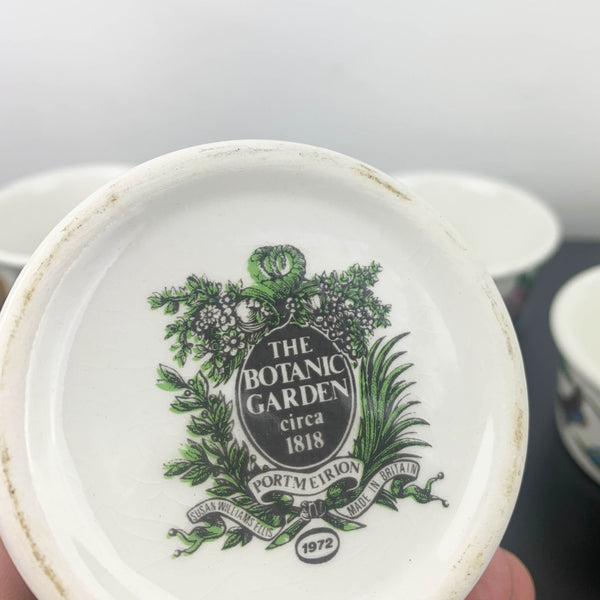 THE
BOTANIC
GARDEN
circa
1818
PORTMEIRION
SUSAN WILLIAMS-ELLIS
MADE IN BRITAIN
1972